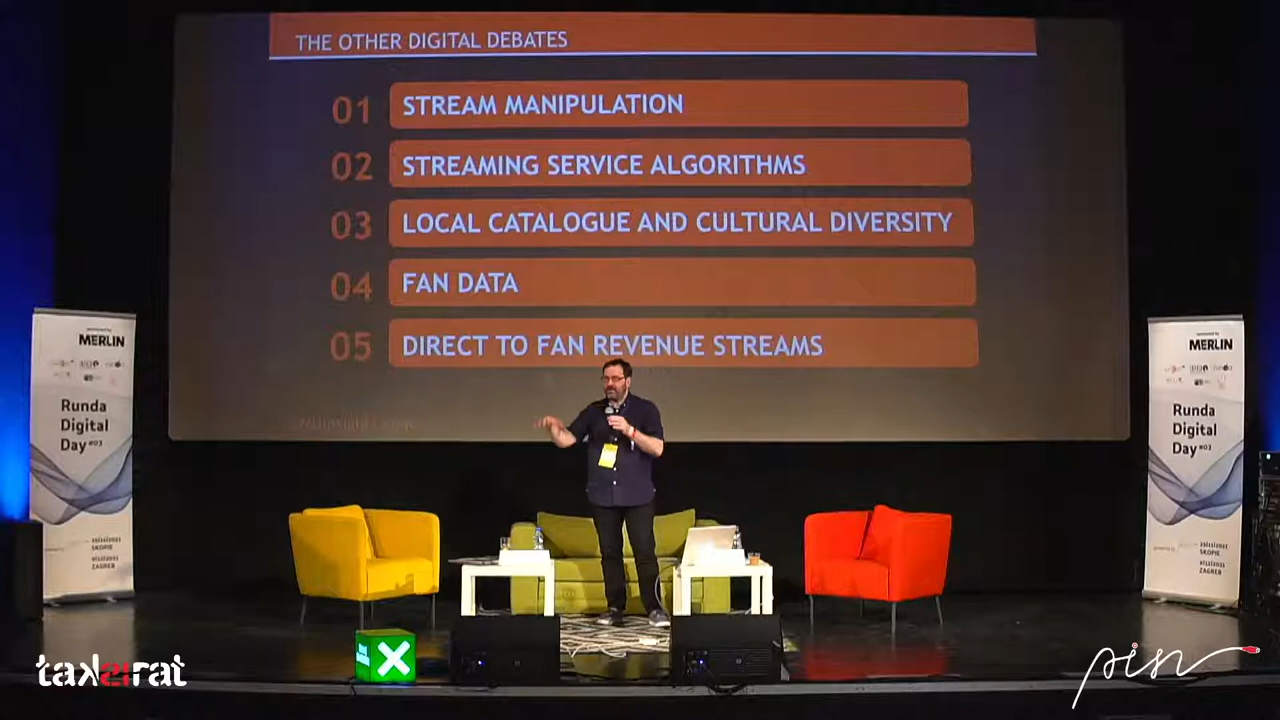 THE OTHER DIGITAL DEBATES
01 STREAM MANIPULATION
02 STREAMING SERVICE ALGORITHMS
03 LOCAL CATALOGUE AND CULTURAL DIVERSITY
04 FAN DATA
05 DIRECT TO FAN REVENUE STREAMS
MERLIN
Runda
Digital
Day #03
SKOPJE
ZAGREB
MERLIN
Runda
Digital
Day #03
SKOPJE
ZAGREB
X
pin